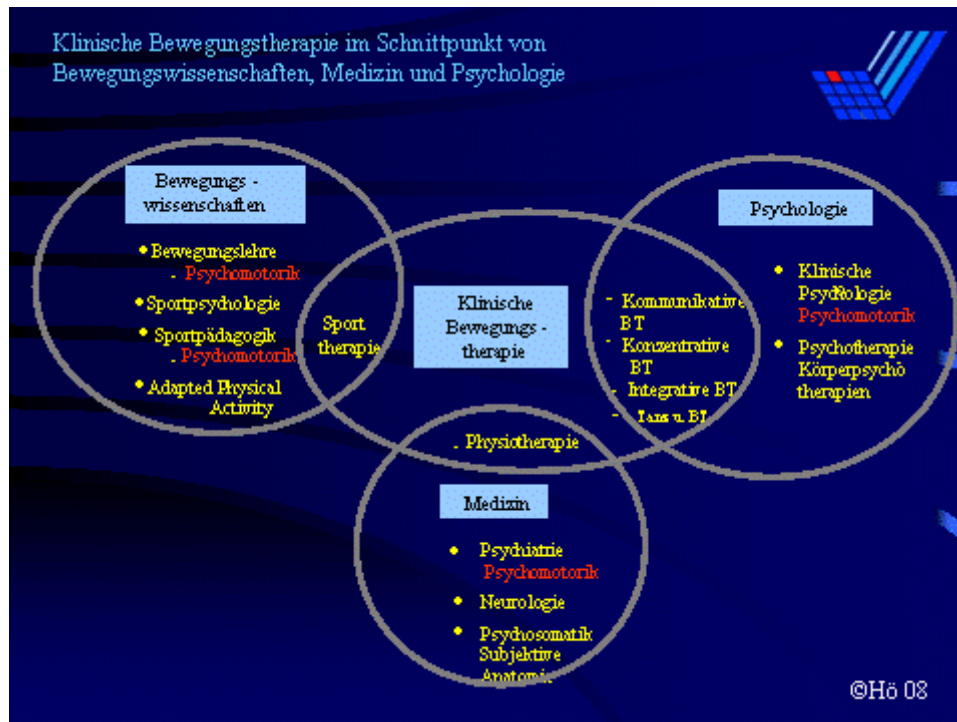 Klinische Bewegungstherapie im Schnittpunkt von
Bewegungswissenschaften, Medizin und Psychologie
Bewegungs -
wissenschaften
• Bewegungslehre
- Psychomotorik
• Sportpsychologie
• Sportpädagogik
- Psychomotorik
• Adapted Physical
Activity
Sport
therapie
Klinische
Bewegungs -
therapie
- Kommunikative
BT
- Konzentrative
BT
- Integrative BT
- BT
Psychologie
• Klinische
Psychomotorik
• Psychotherapie
Körperpsycho
therapien
- Physiotherapie
Medizin
• Psychiatrie
Psychomotorik
• Neurologie
• Psychosomatik
Subjektive
Anatomie
©Hö 08